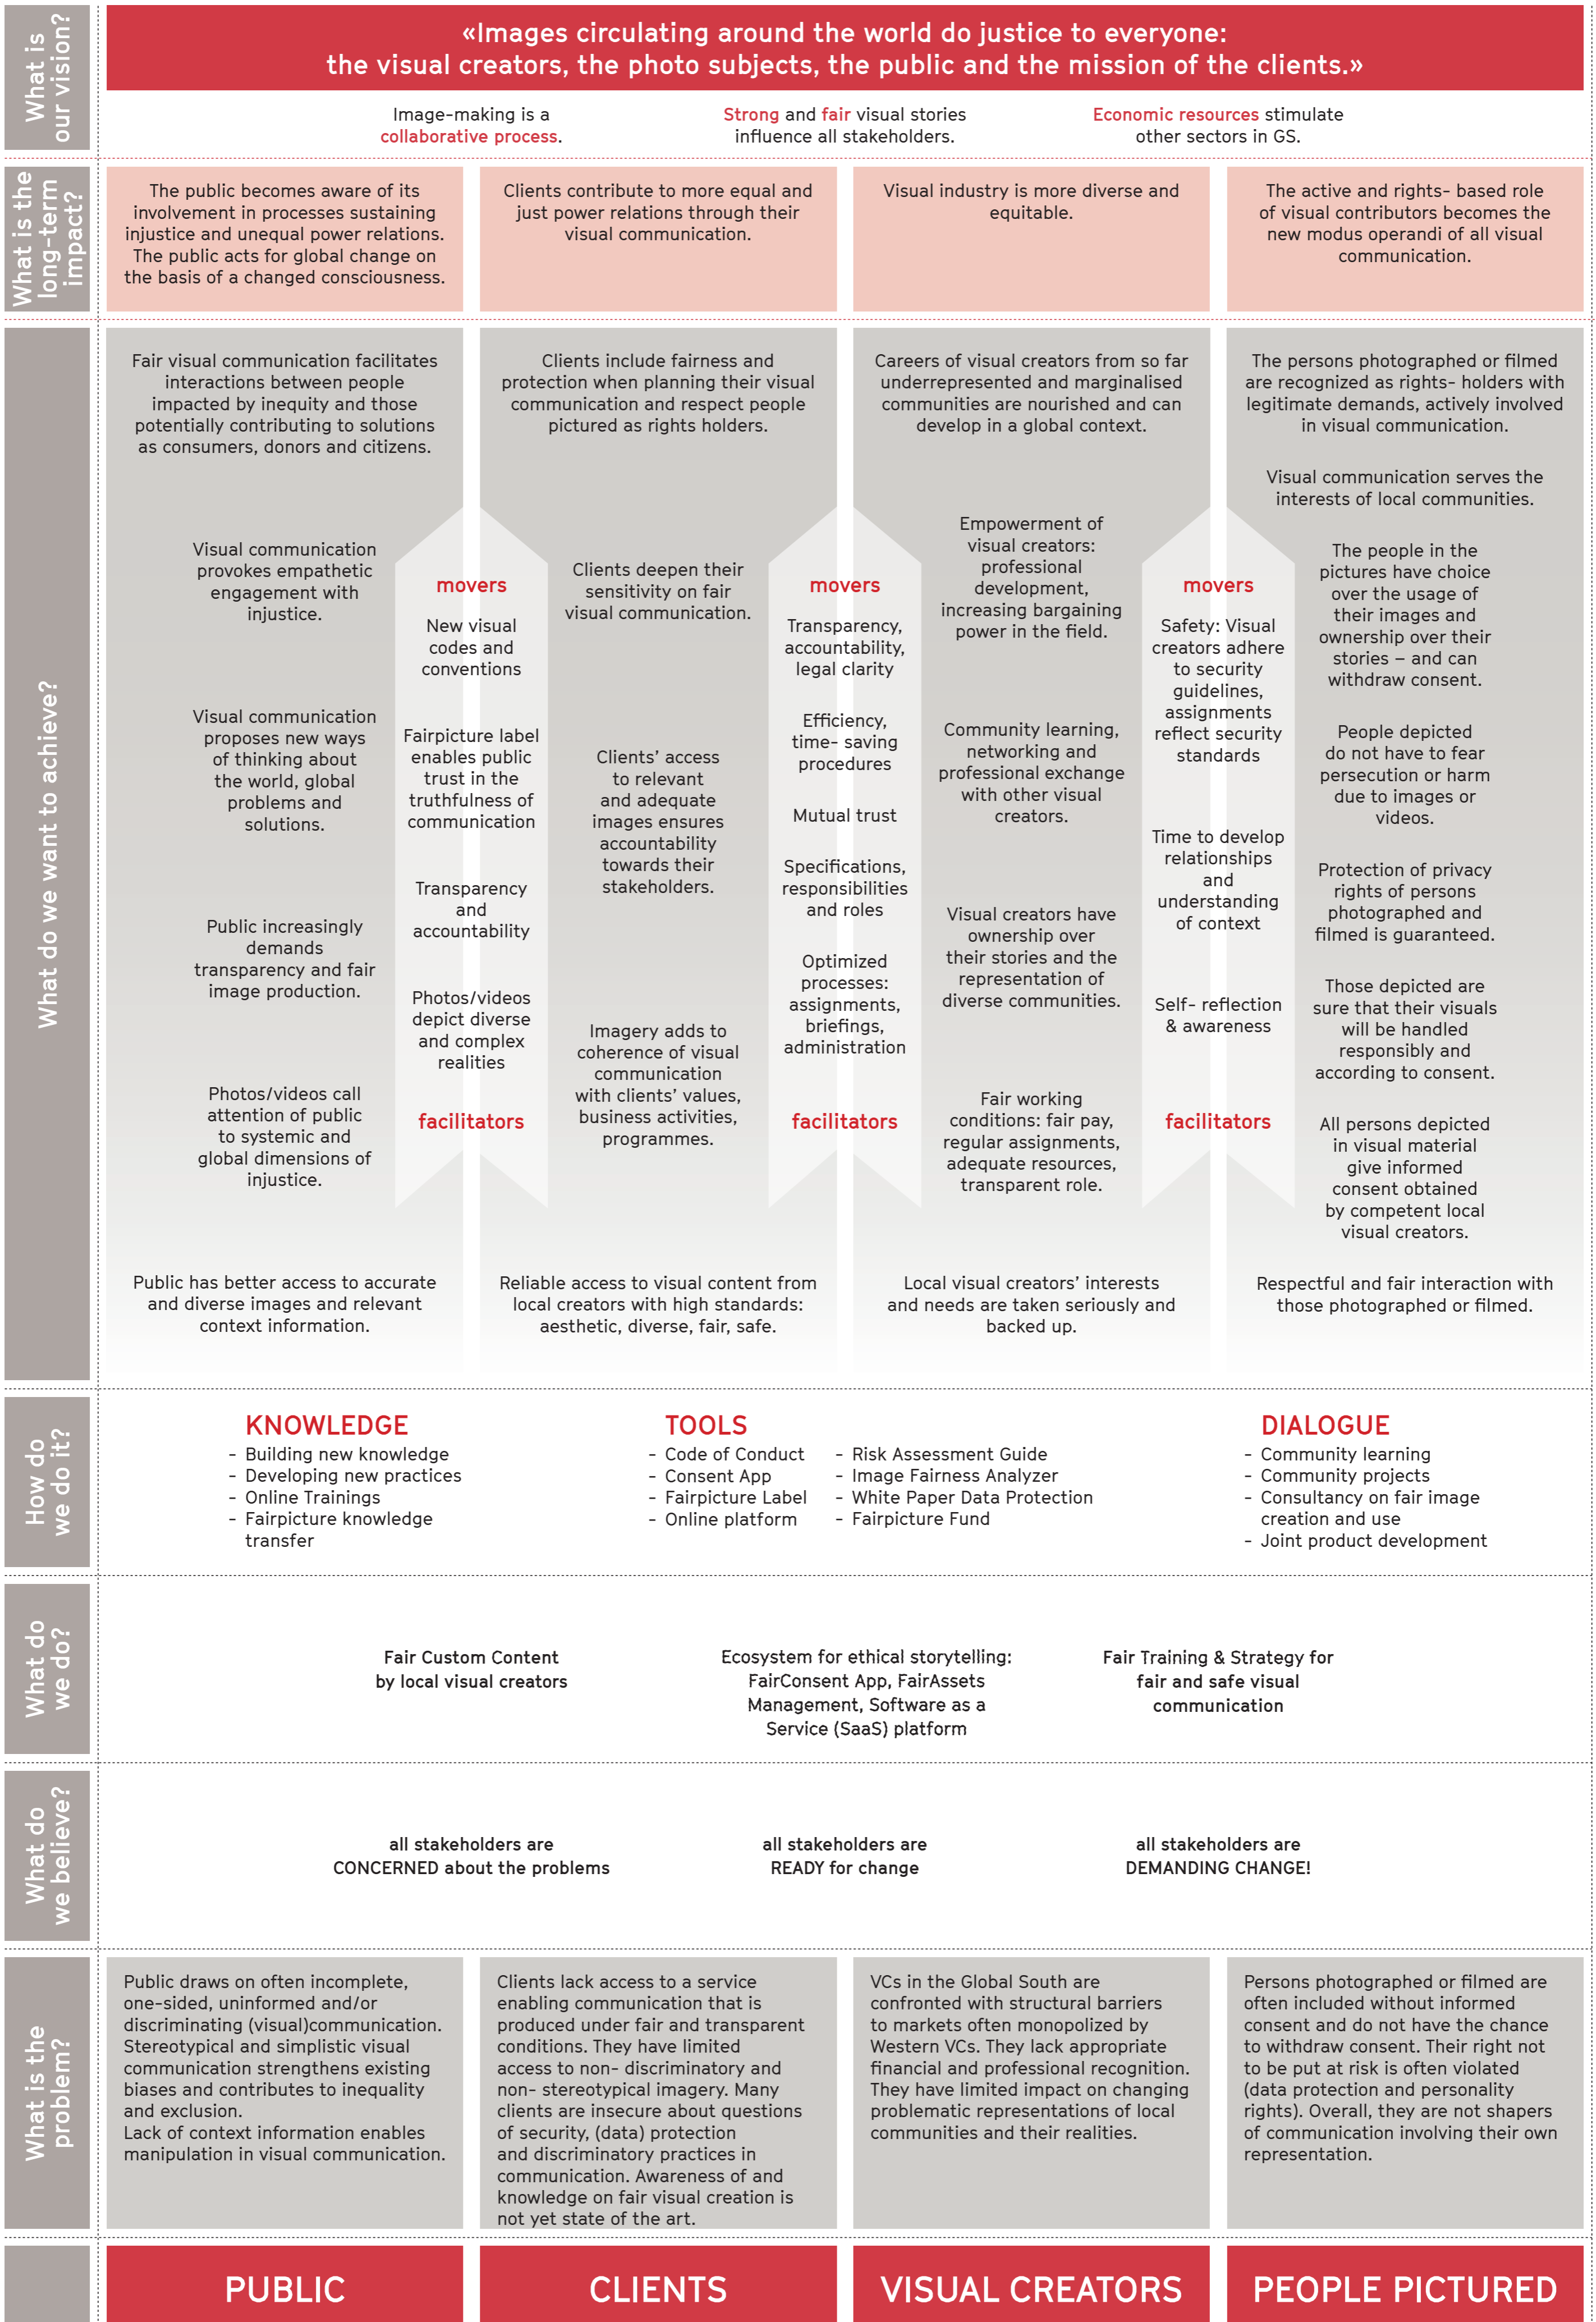 What is
our vision?
«Images circulating around the world do justice to everyone:
the visual creators, the photo subjects, the public and the mission of the clients.»
Image-making is a
collaborative process.
Strong and fair visual stories
influence all stakeholders.
Economic resources stimulate
other sectors in GS.
What is the
long-term
impact?
The public becomes aware of its
involvement in processes sustaining
injustice and unequal power relations.
The public acts for global change on
the basis of a changed consciousness.
Clients contribute to more equal and
just power relations through their
visual communication.
Visual industry is more diverse and
equitable.
The active and rights- based role
of visual contributors becomes the
new modus operandi of all visual
communication.
What do we want to achieve?
Fair visual communication facilitates
interactions between people
impacted by inequity and those
potentially contributing to solutions
as consumers, donors and citizens.
Visual communication
provokes empathetic
engagement with
injustice.
Visual communication
proposes new ways
of thinking about
the world, global
problems and
solutions.
Public increasingly
demands
transparency and fair
image production.
Photos/videos call
attention of public
to systemic and
global dimensions of
injustice.
Public has better access to accurate
and diverse images and relevant
context information.
movers
New visual
codes and
conventions
Fairpicture label
enables public
trust in the
truthfulness of
communication
Transparency
and
accountability
Photos/videos
depict diverse
and complex
realities
facilitators
Clients include fairness and
protection when planning their visual
communication and respect people
pictured as rights holders.
Clients deepen their
sensitivity on fair
visual communication.
Clients’ access
to relevant
and adequate
images ensures
accountability
towards their
stakeholders.
Imagery adds to
coherence of visual
communication
with clients’ values,
business activities,
programmes.
Reliable access to visual content from
local creators with high standards:
aesthetic, diverse, fair, safe.
movers
Transparency,
accountability,
legal clarity
Efficiency,
time- saving
procedures
Mutual trust
Specifications,
responsibilities
and roles
Optimized
processes:
assignments,
briefings,
administration
facilitators
Careers of visual creators from so far
underrepresented and marginalised
communities are nourished and can
develop in a global context.
Empowerment of
visual creators:
professional
development,
increasing bargaining
power in the field.
Community learning,
networking and
professional exchange
with other visual
creators.
Visual creators have
ownership over
their stories and the
representation of
diverse communities.
Fair working
conditions: fair pay,
regular assignments,
adequate resources,
transparent role.
Local visual creators’ interests
and needs are taken seriously and
backed up.
movers
Safety: Visual
creators adhere
to security
guidelines,
assignments
reflect security
standards
Time to develop
relationships
and
understanding
of context
Self- reflection
& awareness
facilitators
The persons photographed or filmed
are recognized as rights- holders with
legitimate demands, actively involved
in visual communication.
Visual communication serves the
interests of local communities.
The people in the
pictures have choice
over the usage of
their images and
ownership over their
stories – and can
withdraw consent.
People depicted
do not have to fear
persecution or harm
due to images or
videos.
Protection of privacy
rights of persons
photographed and
filmed is guaranteed.
Those depicted are
sure that their visuals
will be handled
responsibly and
according to consent.
All persons depicted
in visual material
give informed
consent obtained
by competent local
visual creators.
Respectful and fair interaction with
those photographed or filmed.
How do
we do it?
KNOWLEDGE
- Building new knowledge
- Developing new practices
- Online Trainings
- Fairpicture knowledge
transfer
TOOLS
- Code of Conduct
- Consent App
- Fairpicture Label
- Online platform
- Risk Assessment Guide
- Image Fairness Analyzer
- White Paper Data Protection
- Fairpicture Fund
DIALOGUE
- Community learning
- Community projects
- Consultancy on fair image
creation and use
- Joint product development
What do
we do?
Fair Custom Content
by local visual creators
Ecosystem for ethical storytelling:
FairConsent App, FairAssets
Management, Software as a
Service (SaaS) platform
Fair Training & Strategy for
fair and safe visual
communication
What do
we believe?
all stakeholders are
CONCERNED about the problems
all stakeholders are
READY for change
all stakeholders are
DEMANDING CHANGE!
What is the
problem?
Public draws on often incomplete,
one-sided, uninformed and/or
discriminating (visual)communication.
Stereotypical and simplistic visual
communication strengthens existing
biases and contributes to inequality
and exclusion.
Lack of context information enables
manipulation in visual communication.
Clients lack access to a service
enabling communication that is
produced under fair and transparent
conditions. They have limited
access to non- discriminatory and
non- stereotypical imagery. Many
clients are insecure about questions
of security, (data) protection
and discriminatory practices in
communication. Awareness of and
knowledge on fair visual creation is
not yet state of the art.
VCs in the Global South are
confronted with structural barriers
to markets often monopolized by
Western VCs. They lack appropriate
financial and professional recognition.
They have limited impact on changing
problematic representations of local
communities and their realities.
Persons photographed or filmed are
often included without informed
consent and do not have the chance
to withdraw consent. Their right not
to be put at risk is often violated
(data protection and personality
rights). Overall, they are not shapers
of communication involving their own
representation.
PUBLIC
CLIENTS
VISUAL CREATORS
PEOPLE PICTURED